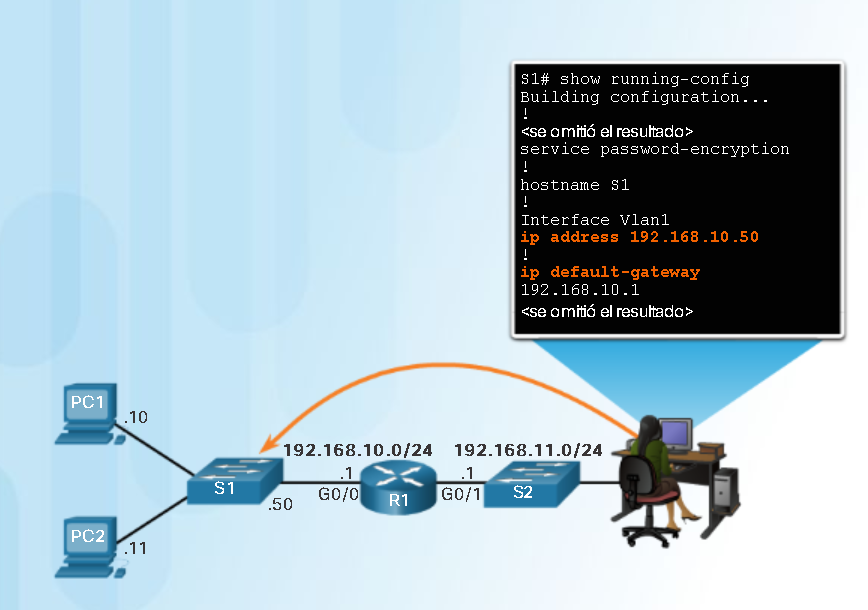 S1# show running-config
Building configuration...
!
<se omitió el resultado>
service password-encryption
!
hostname S1
!
Interface Vlan1
ip address 192.168.10.50
!
ip default-gateway
192.168.10.1
<se omitió el resultado>
PC1
.10
192.168.10.0/24
192.168.11.0/24
.1
.1
S1
G0/0
R1
G0/1
S2
.50
PC2
.11